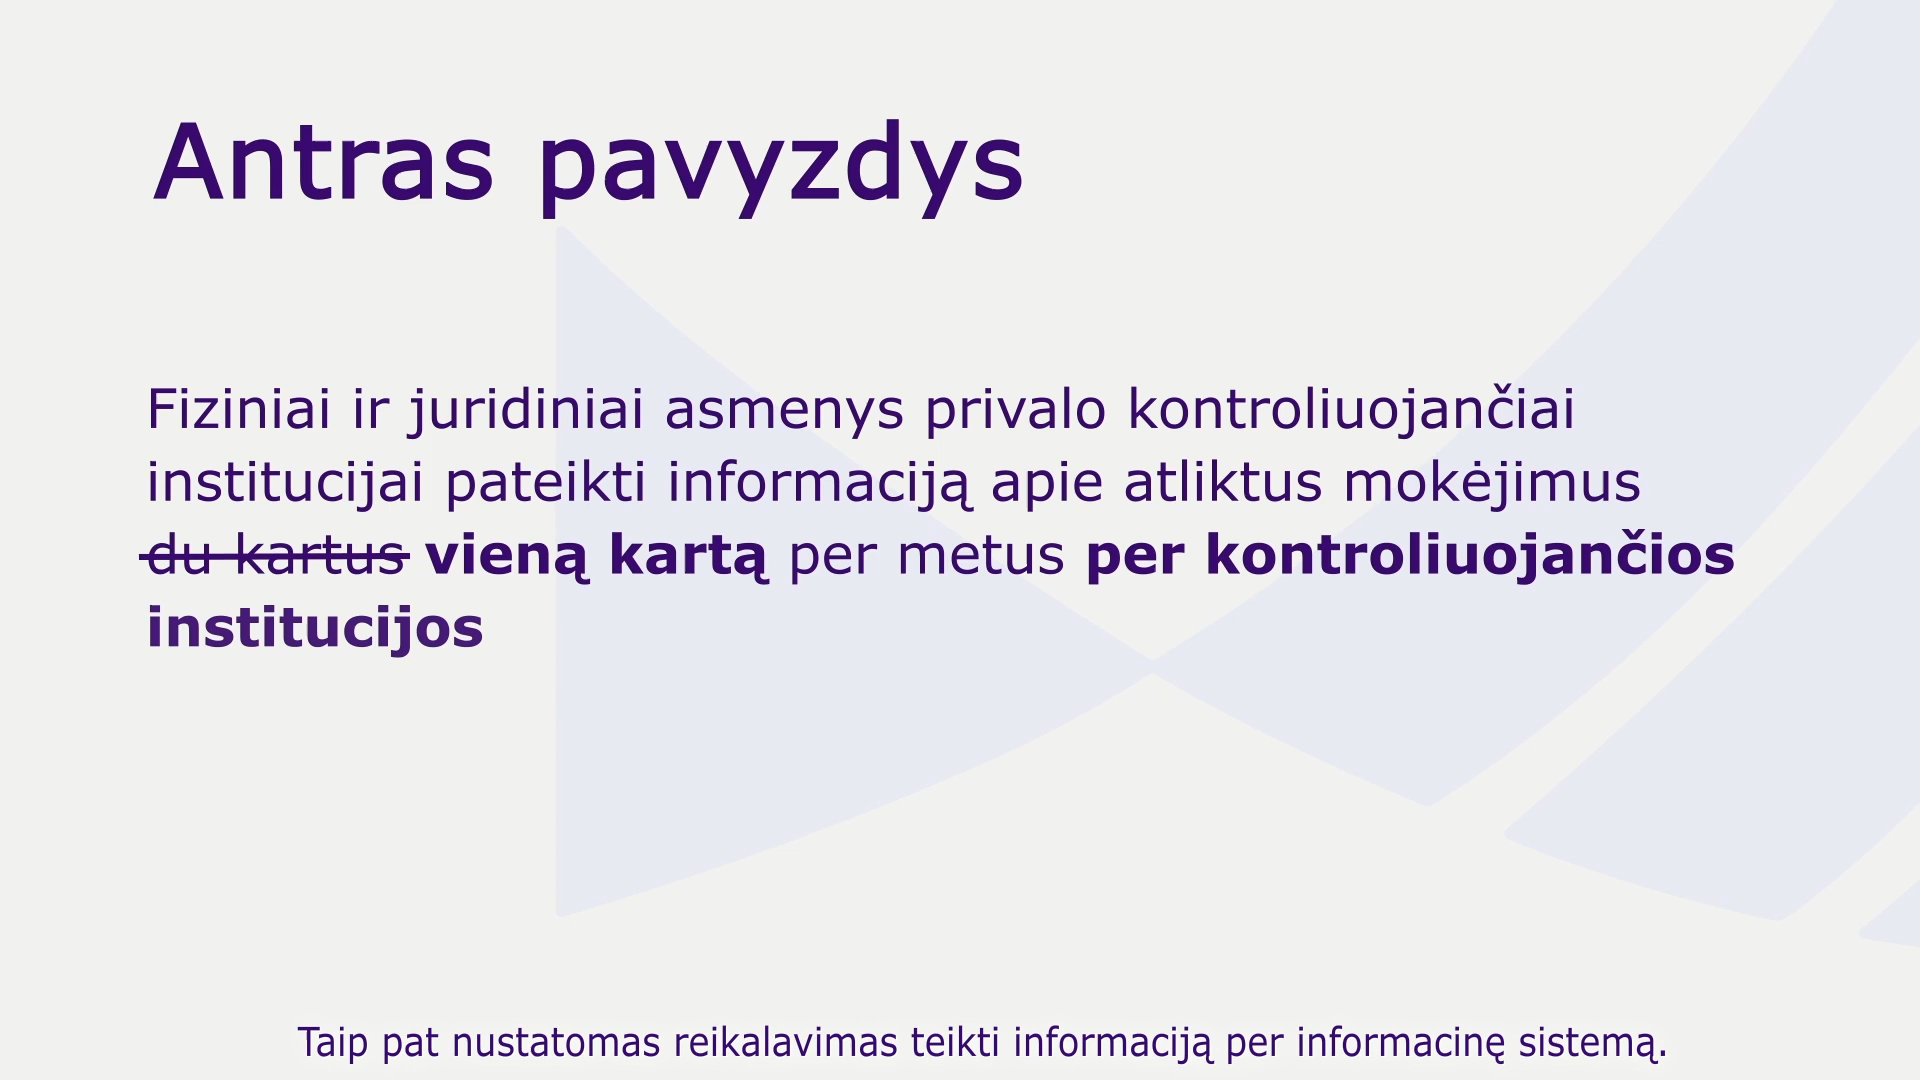 Antras pavyzdys
Fiziniai ir juridiniai asmenys privalo kontroliuojančiai
institucijai pateikti informaciją apie atliktus mokėjimus
du kartus vieną kartą per metus per kontroliuojančios
institucijos
Taip pat nustatomas reikalavimas teikti informaciją per informacinę sistemą.